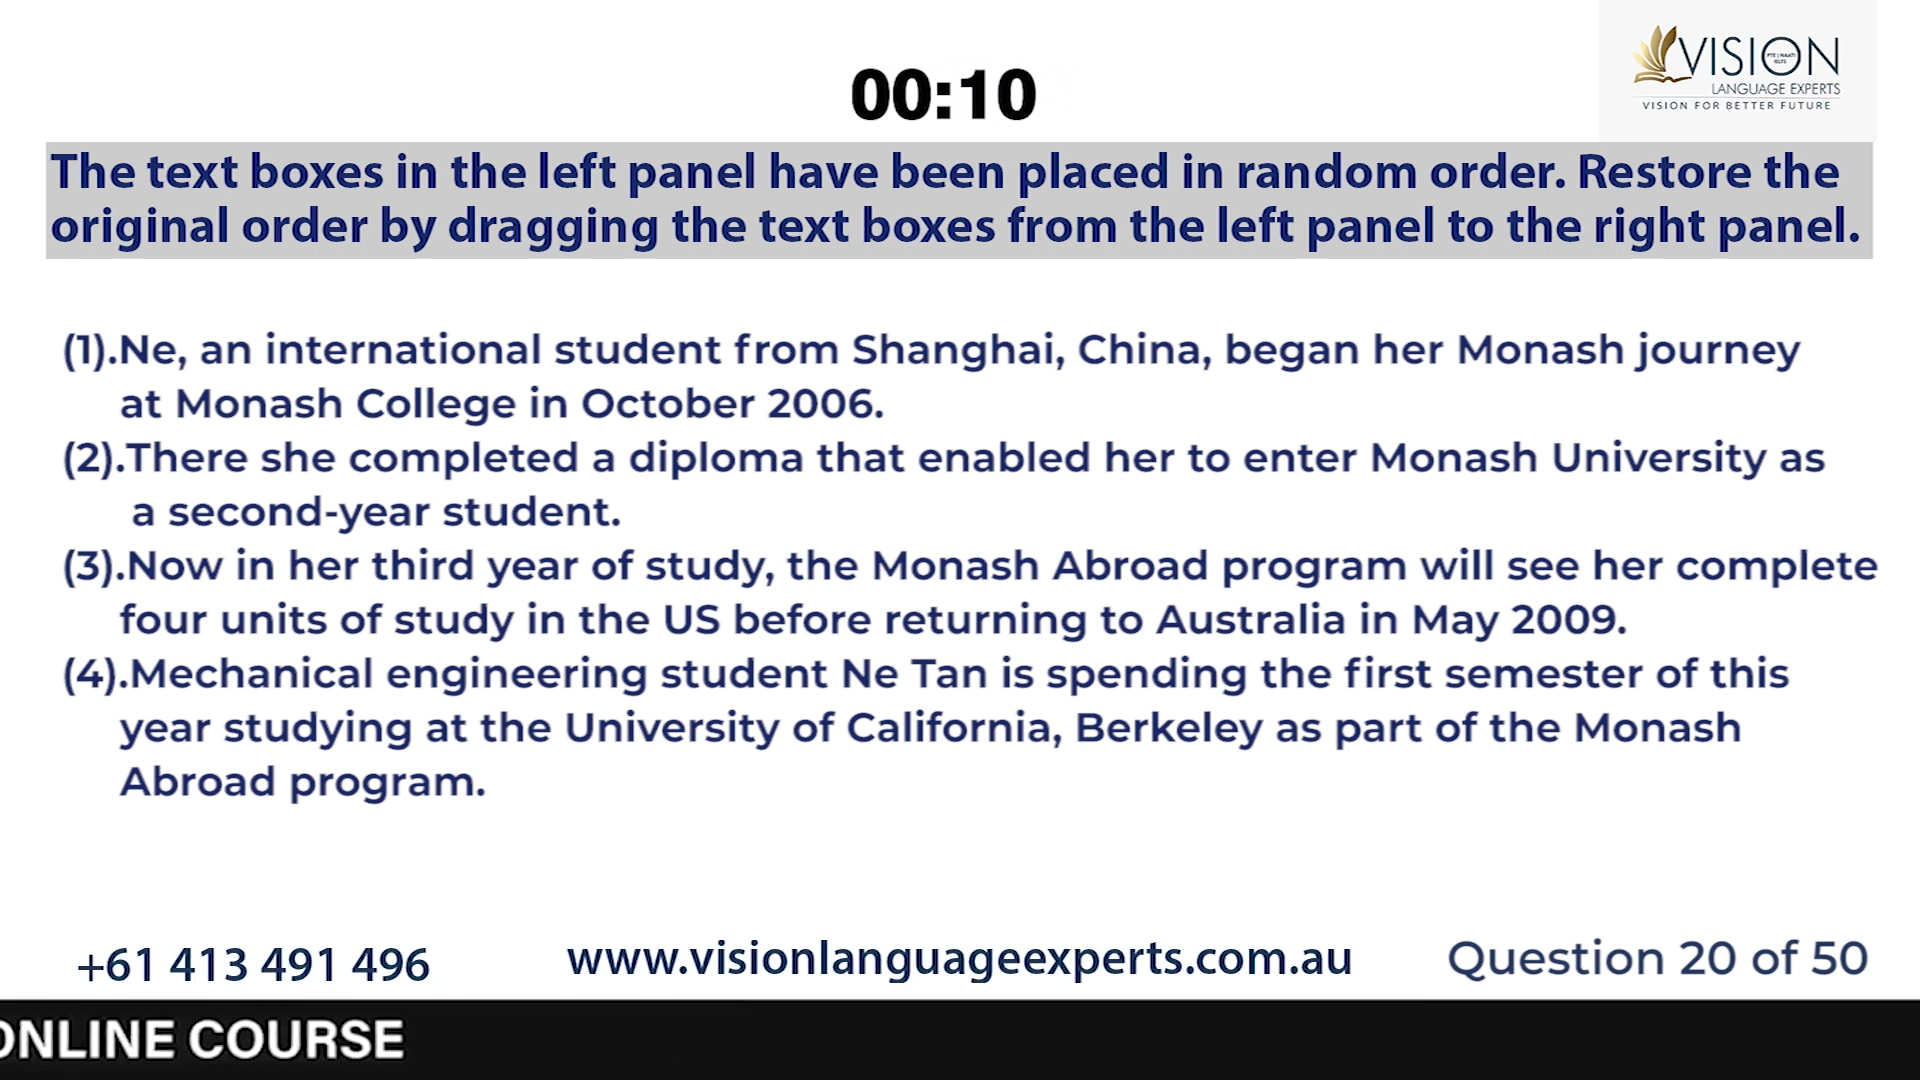 VISION
PTE | NAATI
IELTS
LANGUAGE EXPERTS
VISION FOR BETTER FUTURE
00:10
The text boxes in the left panel have been placed in random order. Restore the
original order by dragging the text boxes from the left panel to the right panel.
(1).Ne, an international student from Shanghai, China, began her Monash journey
at Monash College in October 2006.
(2).There she completed a diploma that enabled her to enter Monash University as
a second-year student.
(3).Now in her third year of study, the Monash Abroad program will see her complete
four units of study in the US before returning to Australia in May 2009.
(4).Mechanical engineering student Ne Tan is spending the first semester of this
year studying at the University of California, Berkeley as part of the Monash
Abroad program.
+61 413 491 496
www.visionlanguageexperts.com.au
Question 20 of 50
ONLINE COURSE